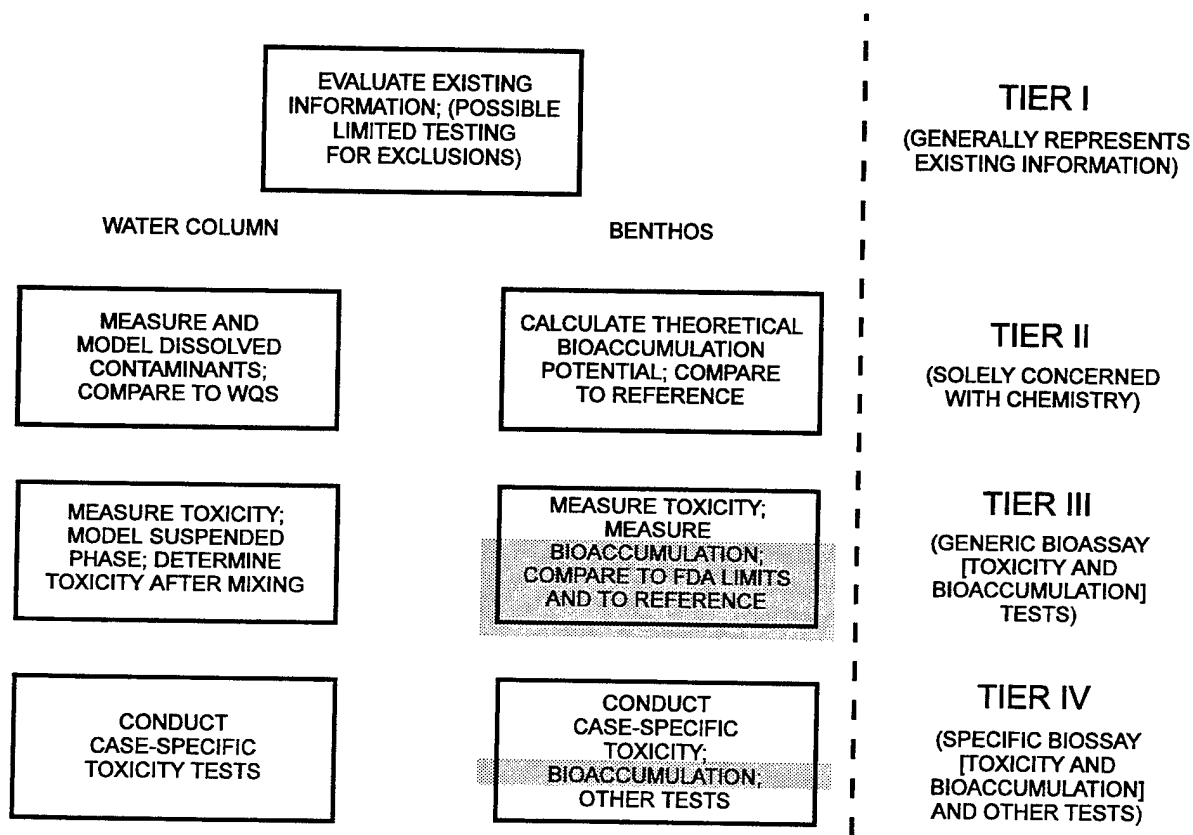 EVALUATE EXISTING
INFORMATION; (POSSIBLE
LIMITED TESTING
FOR EXCLUSIONS)
TIER I
(GENERALLY REPRESENTS
EXISTING INFORMATION)
WATER COLUMN
BENTHOS
MEASURE AND
MODEL DISSOLVED
CONTAMINANTS;
COMPARE TO WQS
CALCULATE THEORETICAL
BIOACCUMULATION
POTENTIAL; COMPARE
TO REFERENCE
TIER II
(SOLELY CONCERNED
WITH CHEMISTRY)
MEASURE TOXICITY;
MODEL SUSPENDED
PHASE; DETERMINE
TOXICITY AFTER MIXING
MEASURE TOXICITY;
MEASURE
BIOACCUMULATION;
COMPARE TO FDA LIMITS
AND TO REFERENCE
TIER III
(GENERIC BIOASSAY
[TOXICITY AND
BIOACCUMULATION]
TESTS)
CONDUCT
CASE-SPECIFIC
TOXICITY TESTS
CONDUCT
CASE-SPECIFIC
TOXICITY;
BIOACCUMULATION;
OTHER TESTS
TIER IV
(SPECIFIC BIOSSAY
[TOXICITY AND
BIOACCUMULATION]
AND OTHER TESTS)